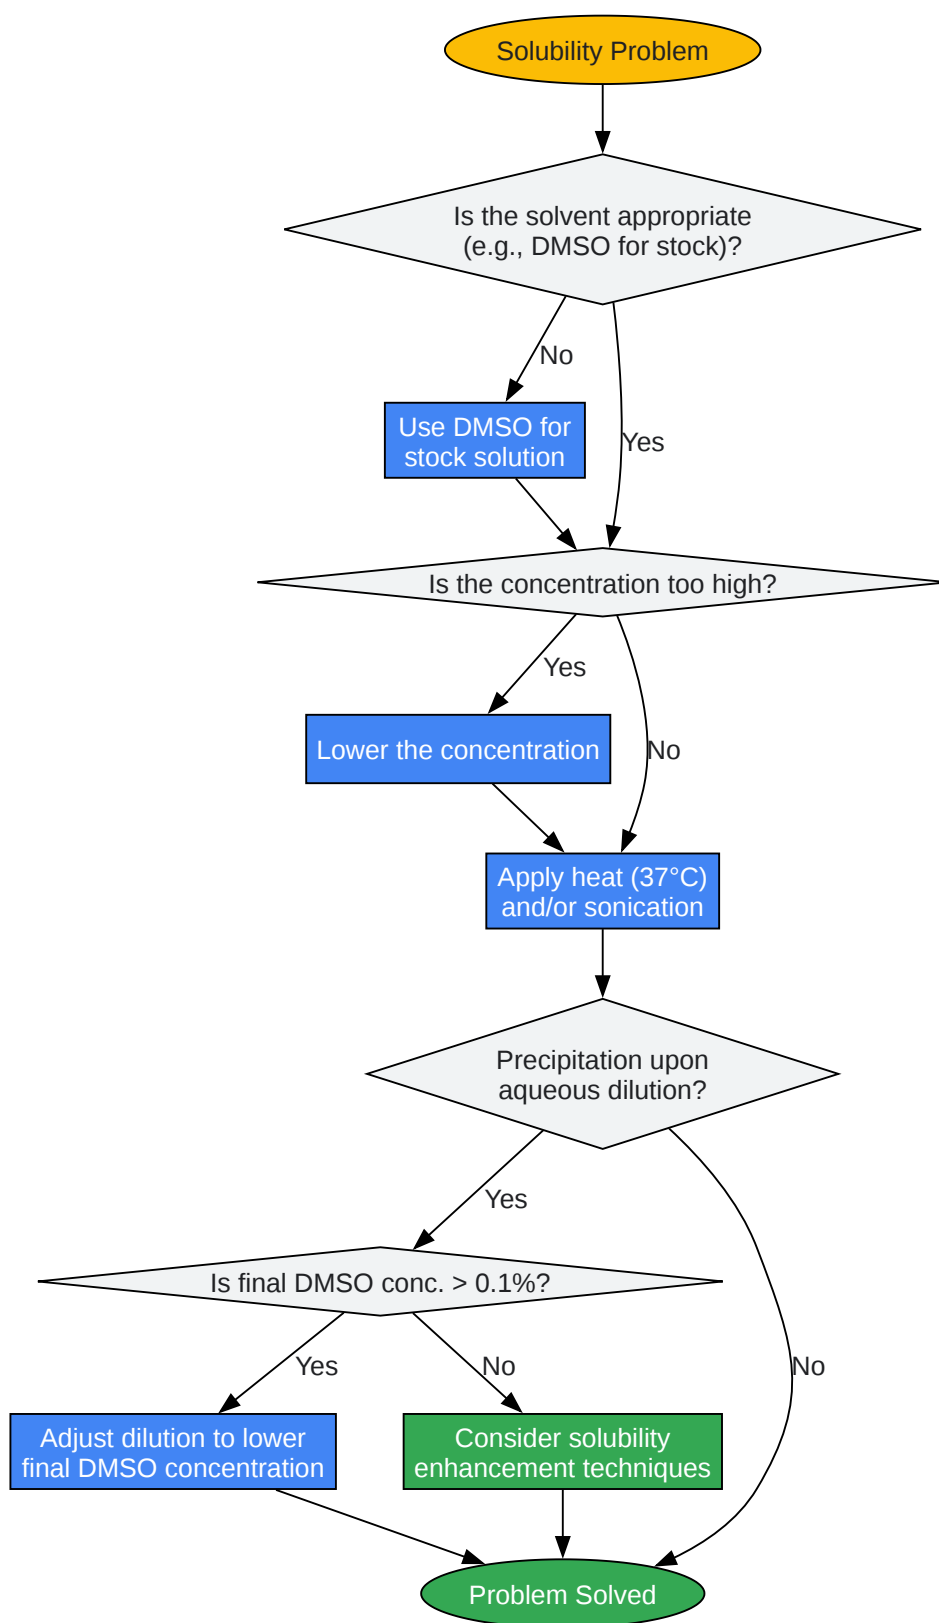 Solubility Problem
Is the solvent appropriate
(e.g., DMSO for stock)?
No
Yes
Use DMSO for
stock solution
Is the concentration too high?
Yes
No
Lower the concentration
Apply heat (37°C)
and/or sonication
Precipitation upon
aqueous dilution?
Yes
Is final DMSO conc. > 0.1%?
Yes
No
No
Adjust dilution to lower
final DMSO concentration
Consider solubility
enhancement techniques
Problem Solved